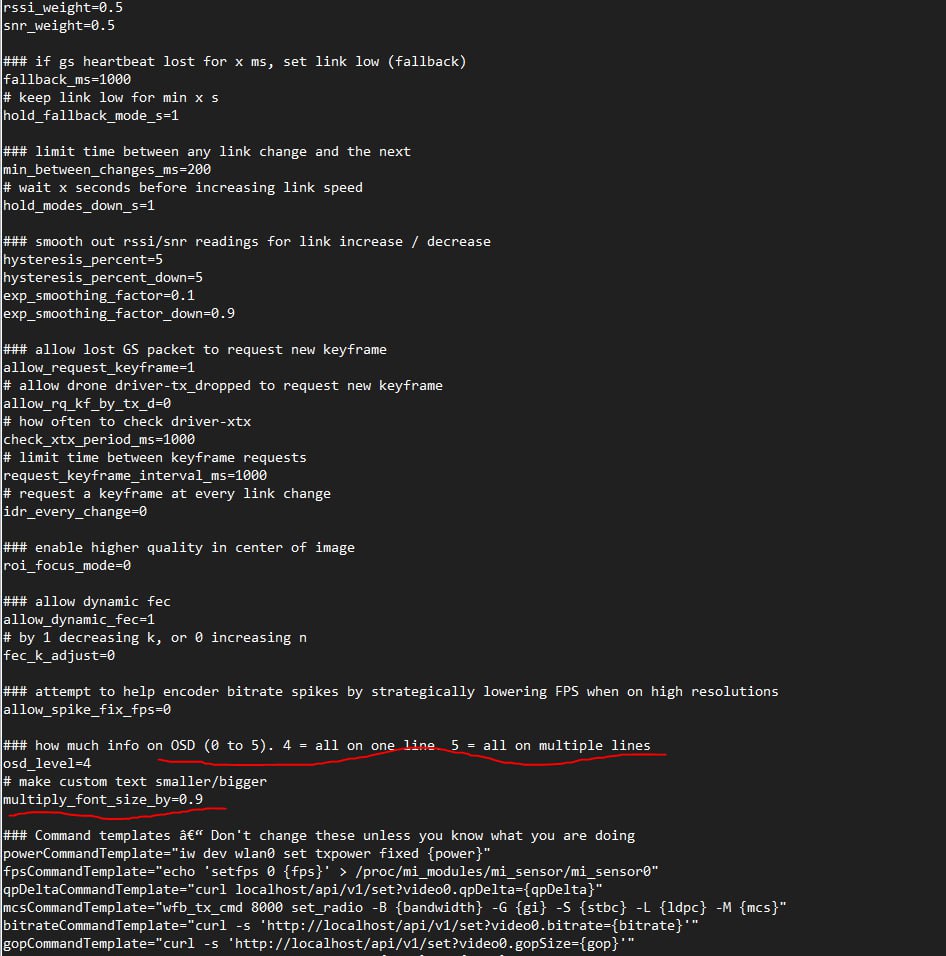 rssi_weight=0.5
snr_weight=0.5
### if gs heartbeat lost for x ms, set link low (fallback)
fallback_ms=1000
# keep link low for min x s
hold_fallback_mode_s=1
### limit time between any link change and the next
min_between_changes_ms=200
# wait x seconds before increasing link speed
hold_modes_down_s=1
### smooth out rssi/snr readings for link increase / decrease
hysteresis_percent=5
hysteresis_percent_down=5
exp_smoothing_factor=0.1
exp_smoothing_factor_down=0.9
### allow lost GS packet to request new keyframe
allow_request_keyframe=1
# allow drone driver-tx_dropped to request new keyframe
allow_rq_kf_by_tx_d=0
# how often to check driver-xtx
check_xtx_period_ms=1000
# limit time between keyframe requests
request_keyframe_interval_ms=1000
# request a keyframe at every link change
idr_every_change=0
### enable higher quality in center of image
roi_focus_mode=0
### allow dynamic fec
allow_dynamic_fec=1
# by 1 decreasing k, or 0 increasing n
fec_k_adjust=0
### attempt to help encoder bitrate spikes by strategically lowering FPS when on high resolutions
allow_spike_fix_fps=0
### how much info on OSD (0 to 5). 4 = all on one line  5 = all on multiple lines
osd_level=4
# make custom text smaller/bigger
multiply_font_size_by=0.9
### Command templates â€“ Don't change these unless you know what you are doing
powerCommandTemplate="iw dev wlan0 set txpower fixed {power}"
fpsCommandTemplate="echo 'setfps 0 {fps}' > /proc/mi_modules/mi_sensor/mi_sensor0"
qpDeltaCommandTemplate="curl localhost/api/v1/set?video0.qpDelta={qpDelta}"
mcsCommandTemplate="wfb_tx_cmd 8000 set_radio -B {bandwidth} -G {gi} -S {stbc} -L {ldpc} -M {mcs}"
bitrateCommandTemplate="curl -s 'http://localhost/api/v1/set?video0.bitrate={bitrate}'"
gopCommandTemplate="curl -s 'http://localhost/api/v1/set?video0.gopSize={gop}'"